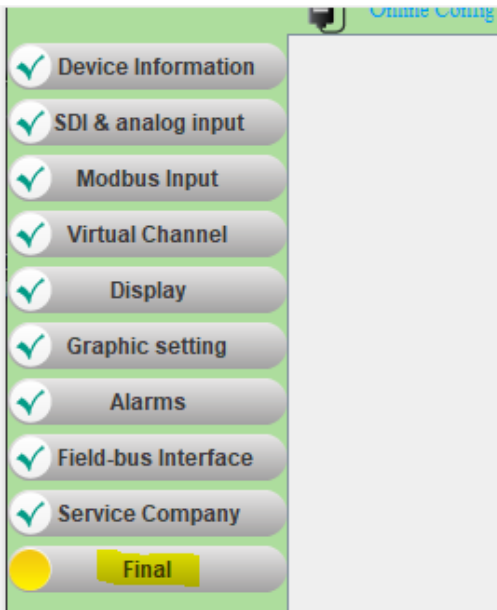 Online Config
Device Information
SDI & analog input
Modbus Input
Virtual Channel
Display
Graphic setting
Alarms
Field-bus Interface
Service Company
Final